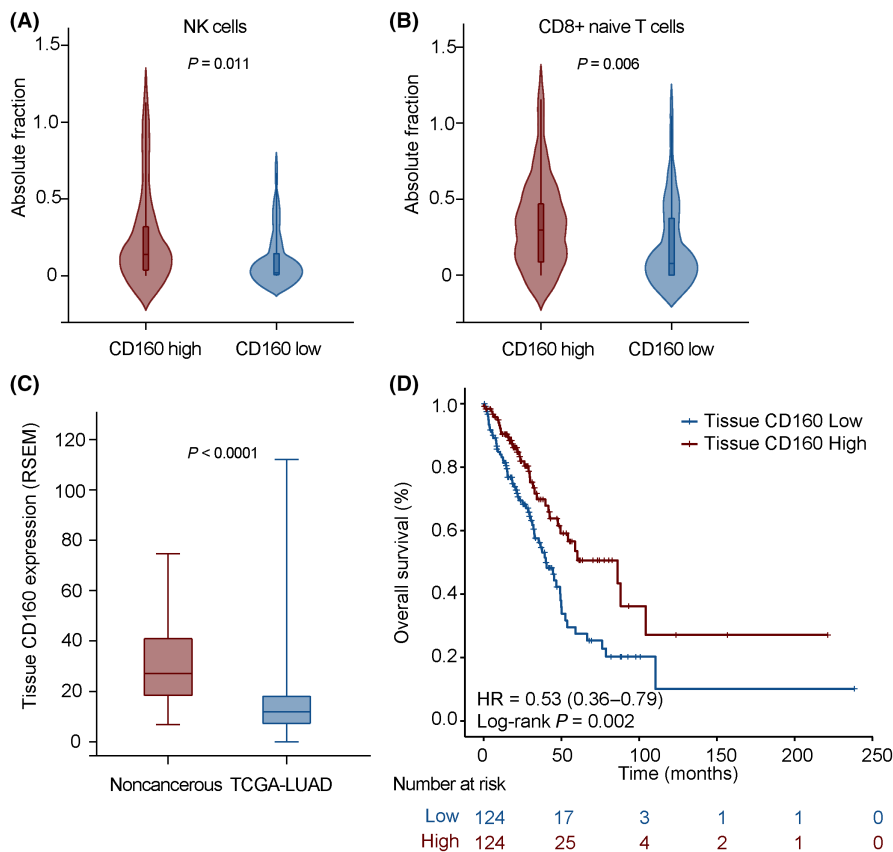 (A)
NK cells
P = 0.011
Absolute fraction
1.5
1.0
0.5
0
CD160 high
CD160 low
(B)
CD8+ naive T cells
P = 0.006
Absolute fraction
1.5
1.0
0.5
0
CD160 high
CD160 low
(C)
P < 0.0001
Tissue CD160 expression (RSEM)
120
100
80
60
40
20
0
Noncancerous
TCGA-LUAD
(D)
Tissue CD160 Low
Tissue CD160 High
Overall survival (%)
1.0
0.8
0.6
0.4
0.2
0.0
HR = 0.53 (0.36–0.79)
Log-rank P = 0.002
0 50 100 150 200 250
Time (months)
Number at risk
Low 124 17 3 1 1 0
High 124 25 4 2 1 0